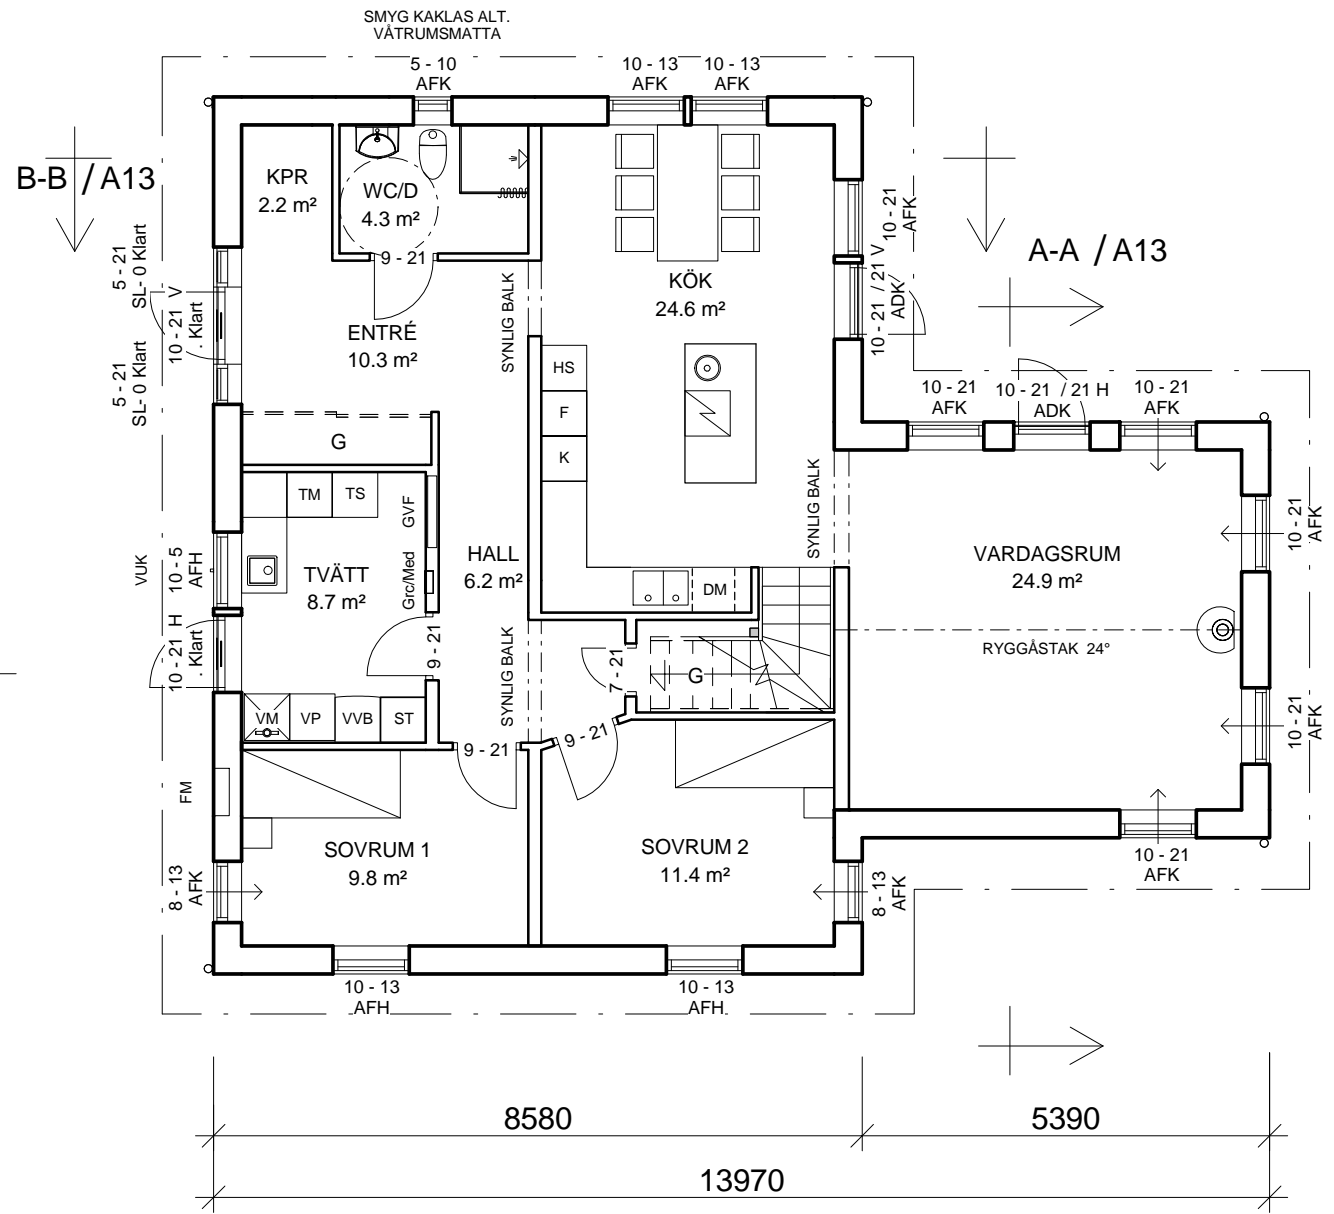 SMYG KAKLAS ALT.
VÅTRUMSMATTA
5 - 10
AFK
10 - 13
AFK
10 - 13
AFK
B-B / A13
KPR
2.2 m²
WC/D
4.3 m²
9 - 21
10 - 21
AFK
A-A / A13
5 - 21
SL- 0 Klart
10 - 21 V
. Klart
5 - 21
SL- 0 Klart
ENTRÉ
10.3 m²
SYNLIG BALK
KÖK
24.6 m²
10 - 21 / 21 V
ADK
HS
F
K
10 - 21
AFK
10 - 21 / 21 H
ADK
10 - 21
AFK
G
TM
TS
GVF
Grc/Med
SYNLIG BALK
VUK
10 - 5
AFH
TVÄTT
8.7 m²
HALL
6.2 m²
DM
VARDAGSRUM
24.9 m²
10 - 21
AFK
10 - 21 H
. Klart
9 - 21
SYNLIG BALK
7 - 21
G
RYGGÅSTAK 24°
VM
VP
VVB
ST
9 - 21
9 - 21
10 - 21
AFK
FM
SOVRUM 1
9.8 m²
SOVRUM 2
11.4 m²
8 - 13
AFK
8 - 13
AFK
10 - 21
AFK
10 - 13
AFH
10 - 13
AFH
8580
5390
13970